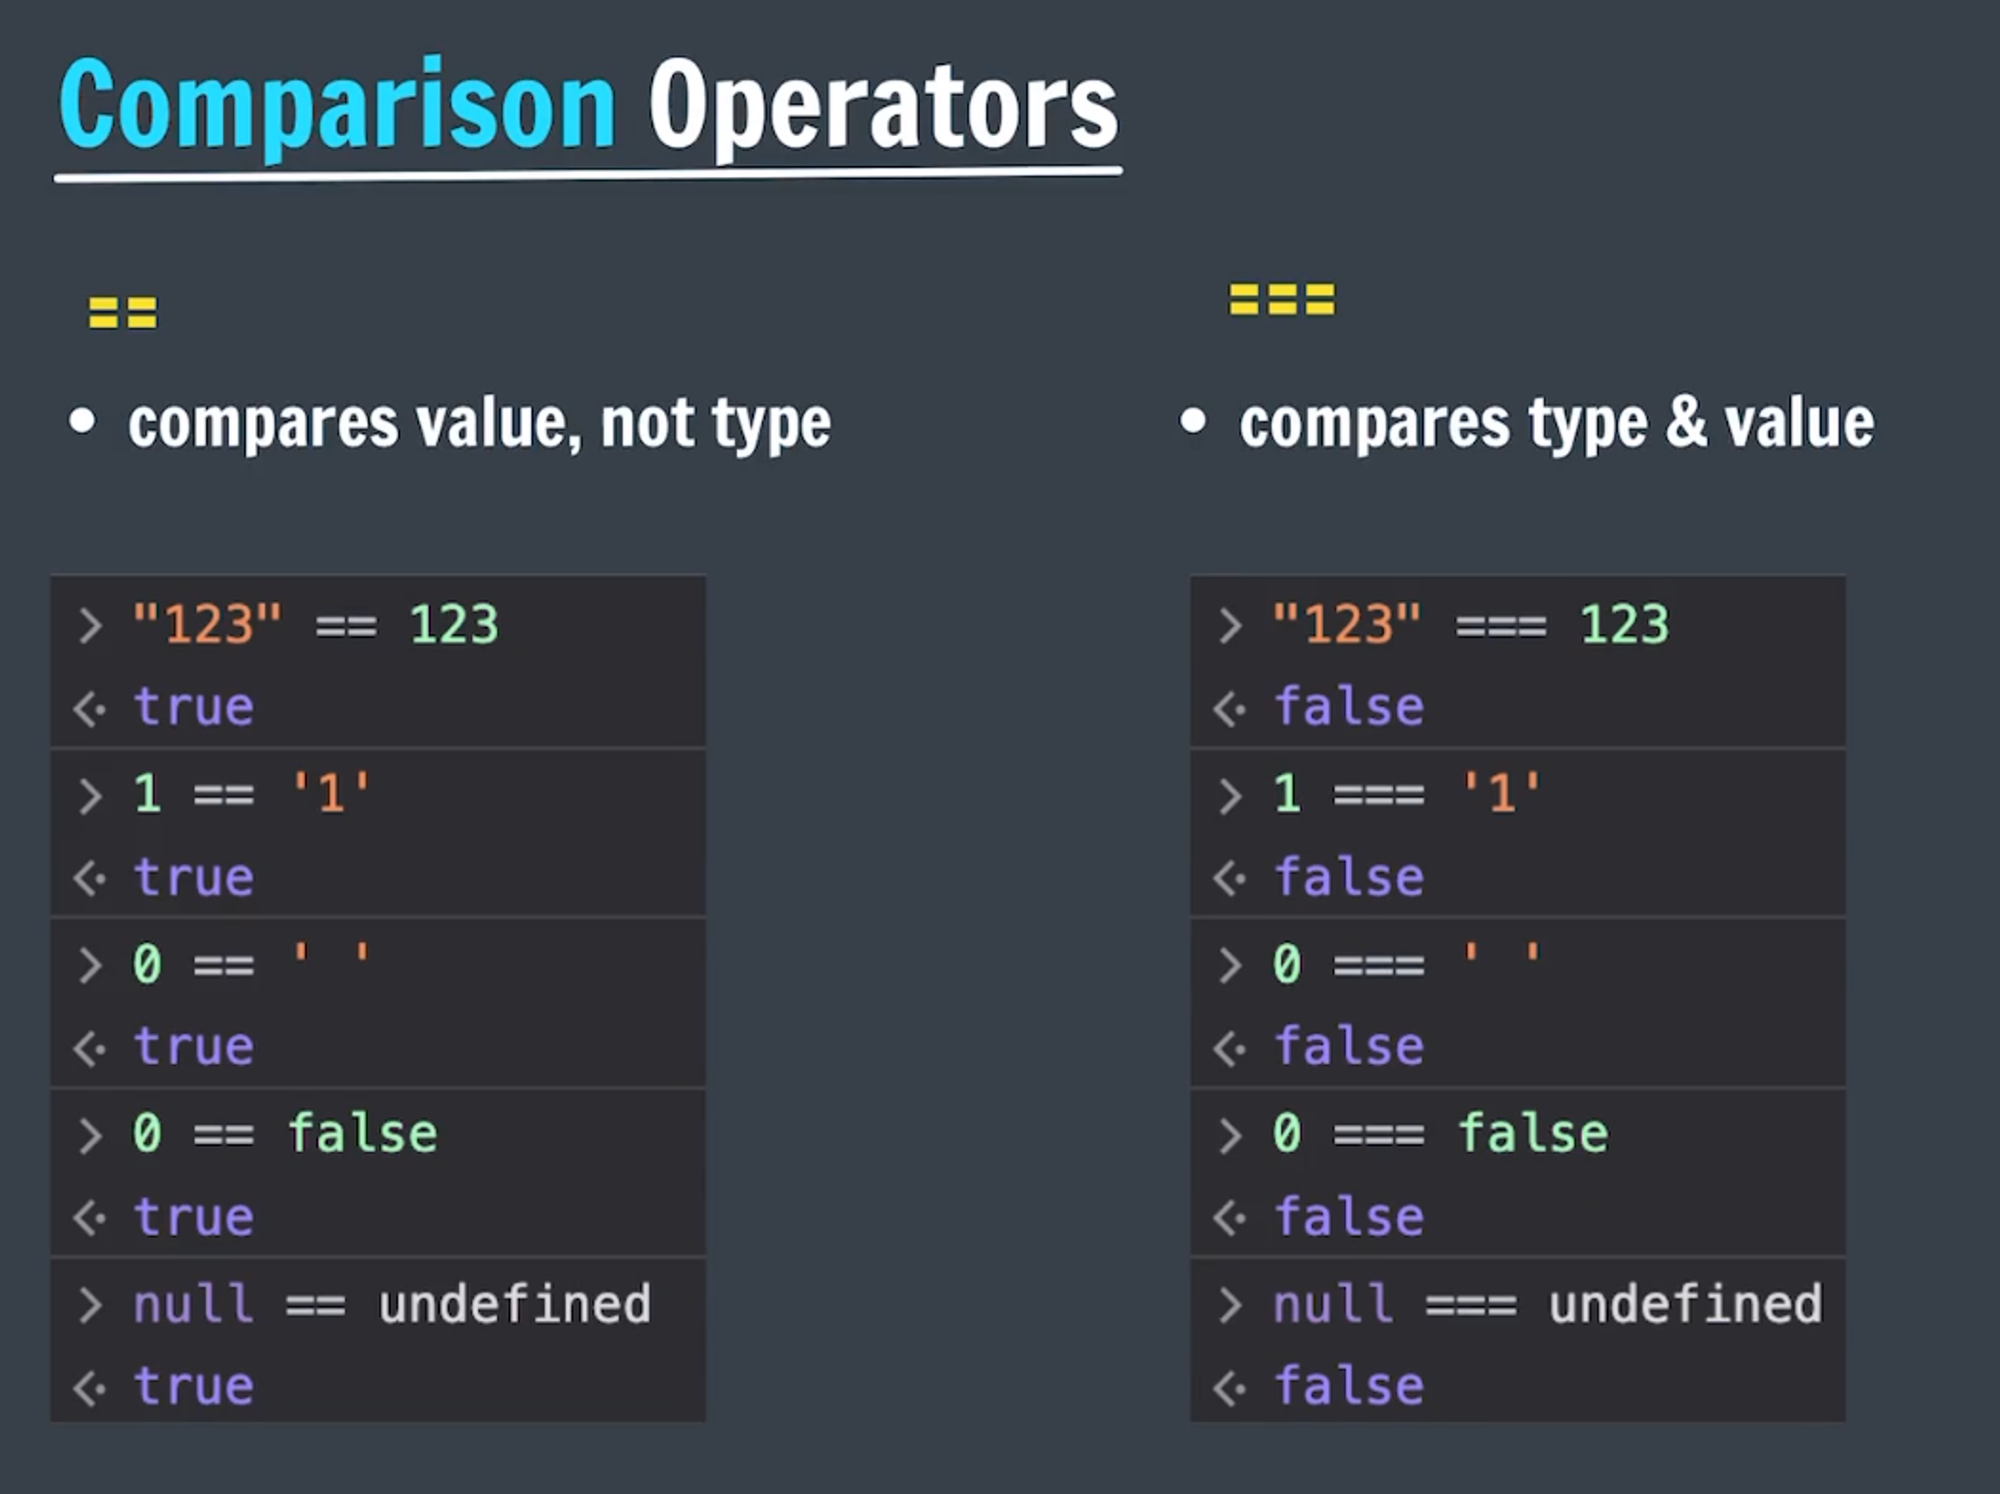 Comparison Operators
==
• compares value, not type
> "123" == 123
<· true
> 1 == '1'
<· true
> 0 == ' '
<· true
> 0 == false
<· true
> null == undefined
<· true
===
• compares type & value
> "123" === 123
<· false
> 1 === '1'
<· false
> 0 === ' '
<· false
> 0 === false
<· false
> null === undefined
<· false